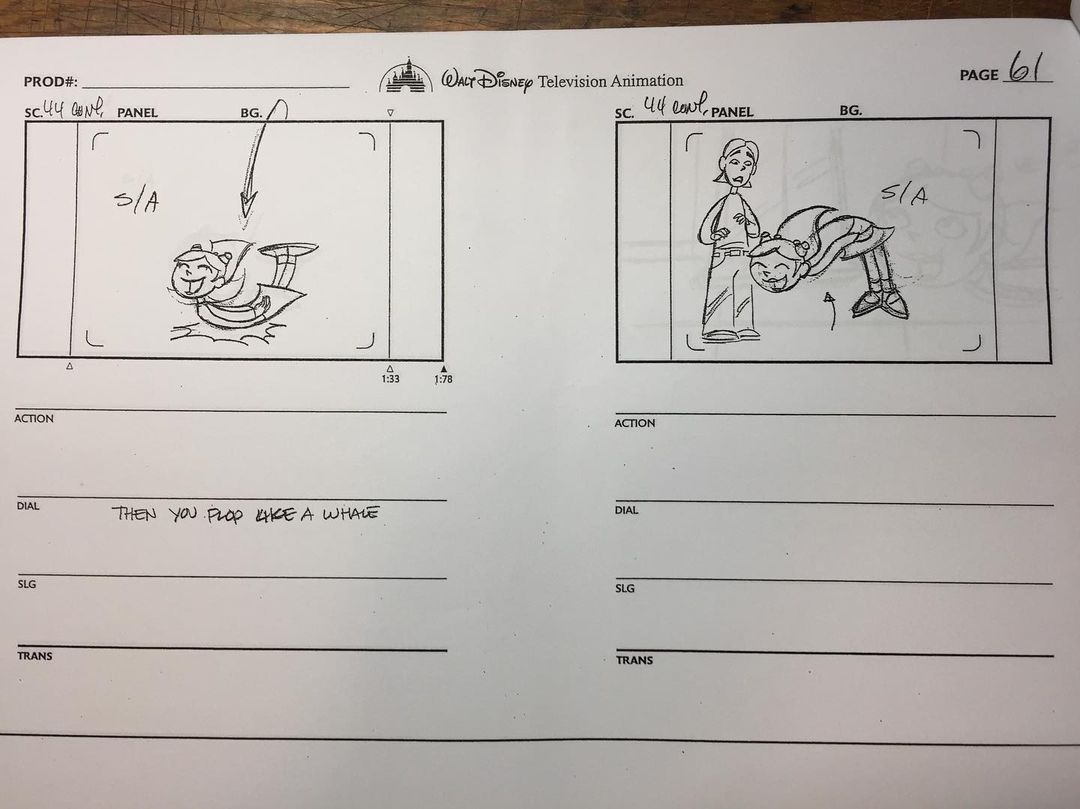 PROD#:
WALT DISNEY Television Animation
PAGE 61
SC. 44 cont. PANEL BG.
SC. 44 cont. PANEL BG.
S/A
S/A
1:33 1:78
ACTION
ACTION
DIAL THEN YOU FLOP LIKE A WHALE
DIAL
SLG
SLG
TRANS
TRANS